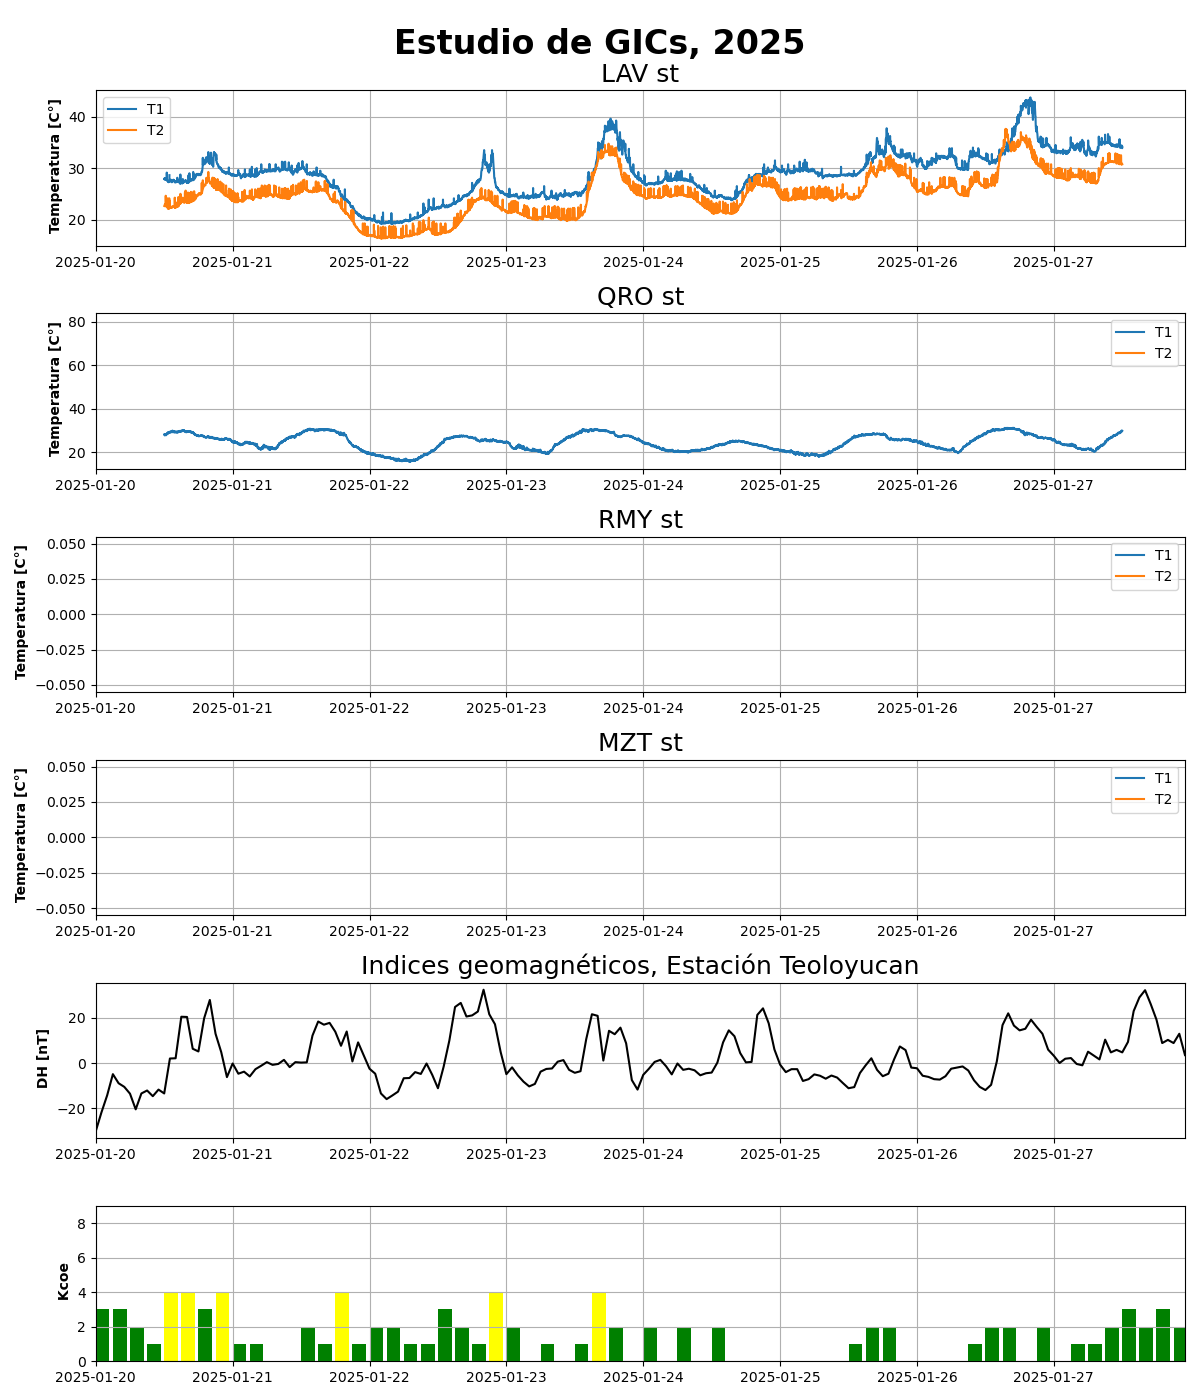 Estudio de GICs, 2025
LAV st
Temperatura [C°]
40
30
20
T1
T2
2025-01-20 2025-01-21 2025-01-22 2025-01-23 2025-01-24 2025-01-25 2025-01-26 2025-01-27
QRO st
Temperatura [C°]
80
60
40
20
T1
T2
2025-01-20 2025-01-21 2025-01-22 2025-01-23 2025-01-24 2025-01-25 2025-01-26 2025-01-27
RMY st
Temperatura [C°]
0.050
0.025
0.000
−0.025
−0.050
T1
T2
2025-01-20 2025-01-21 2025-01-22 2025-01-23 2025-01-24 2025-01-25 2025-01-26 2025-01-27
MZT st
Temperatura [C°]
0.050
0.025
0.000
−0.025
−0.050
T1
T2
2025-01-20 2025-01-21 2025-01-22 2025-01-23 2025-01-24 2025-01-25 2025-01-26 2025-01-27
Indices geomagnéticos, Estación Teoloyucan
DH [nT]
20
0
−20
2025-01-20 2025-01-21 2025-01-22 2025-01-23 2025-01-24 2025-01-25 2025-01-26 2025-01-27
Kcoe
8
6
4
2
0
2025-01-20 2025-01-21 2025-01-22 2025-01-23 2025-01-24 2025-01-25 2025-01-26 2025-01-27